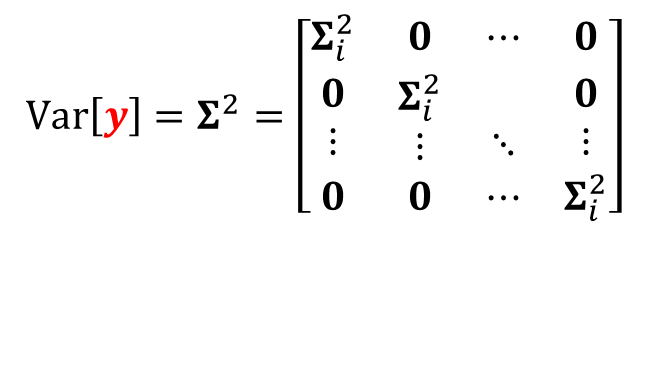 Var[𝒚] = 𝚺² = [𝚺ᵢ² 𝟎 ⋯ 𝟎
𝟎 𝚺ᵢ² 𝟎
⋮ ⋮ ⋱ ⋮
𝟎 𝟎 ⋯ 𝚺ᵢ²]